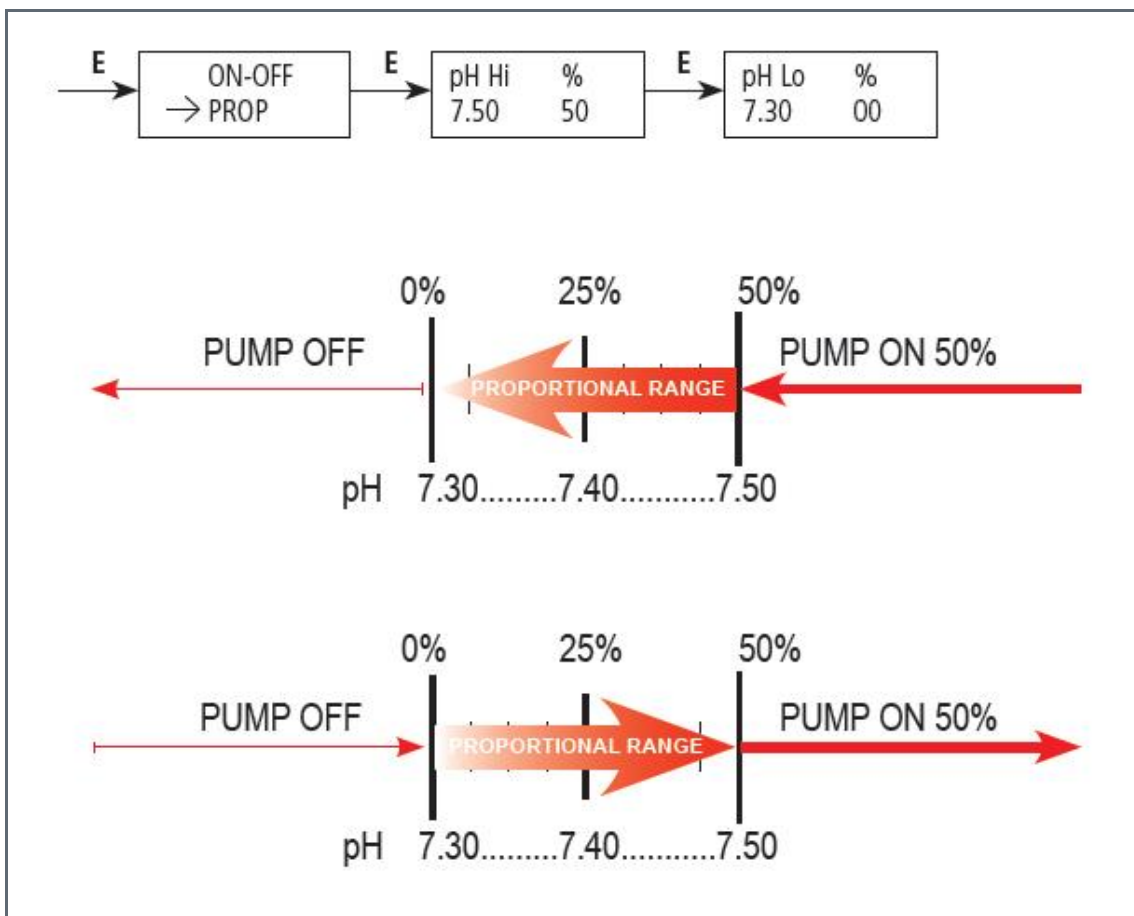 E ON-OFF E pH Hi % E pH Lo %
→ PROP 7.50 50 7.30 00
0% 25% 50%
PUMP OFF PROPORTIONAL RANGE PUMP ON 50%
pH 7.30.........7.40...........7.50
0% 25% 50%
PUMP OFF PROPORTIONAL RANGE PUMP ON 50%
pH 7.30.........7.40...........7.50